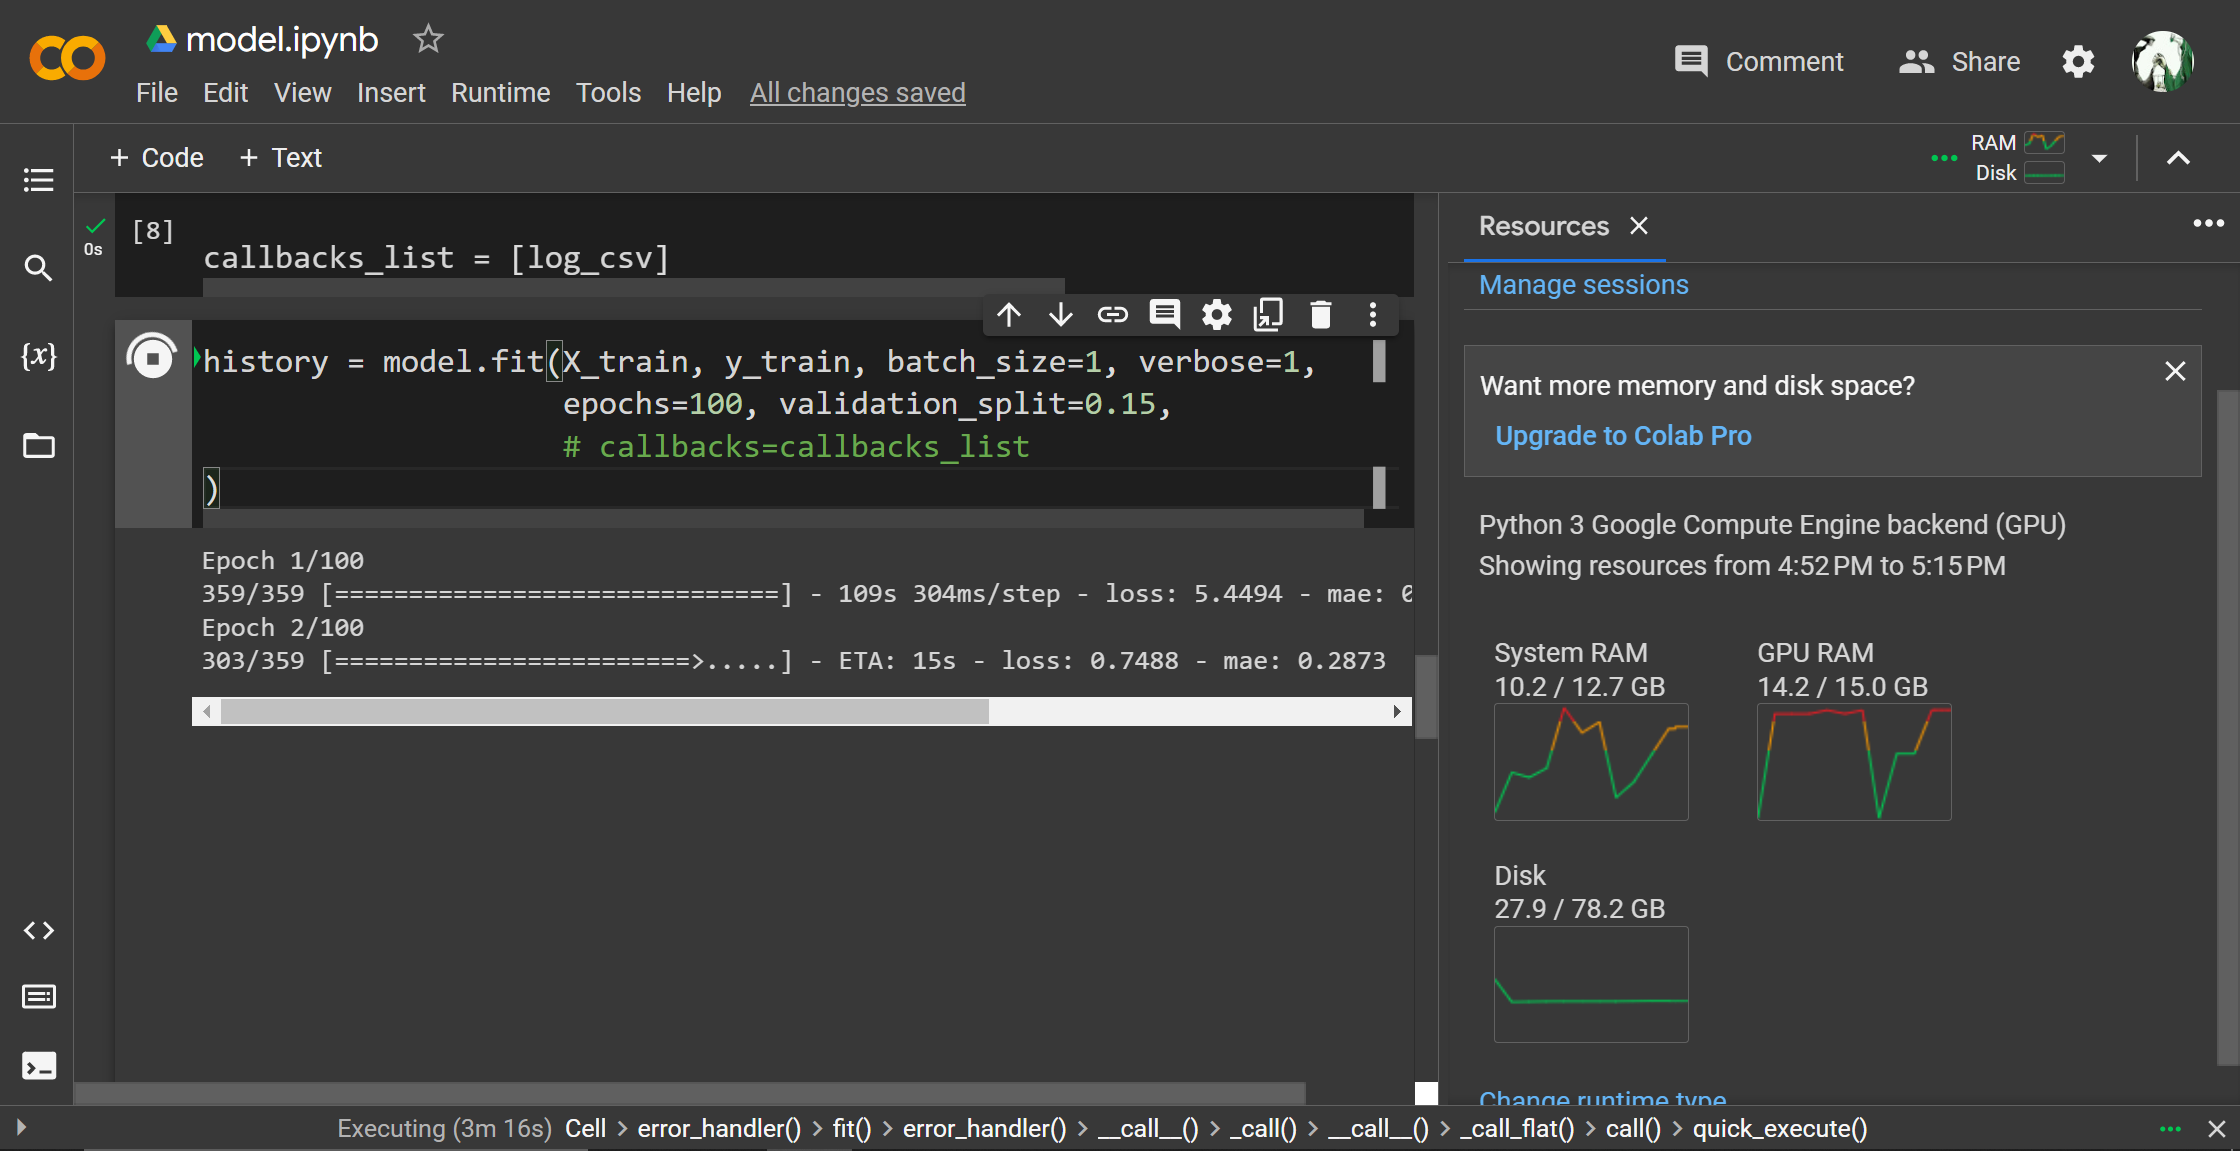 model.ipynb
File Edit View Insert Runtime Tools Help All changes saved
Comment
Share
+ Code + Text
RAM
Disk
0s
[8]
callbacks_list = [log_csv]
history = model.fit(X_train, y_train, batch_size=1, verbose=1,
epochs=100, validation_split=0.15,
# callbacks=callbacks_list
)
Epoch 1/100
359/359 [==============================] - 109s 304ms/step - loss: 5.4494 - mae: 0
Epoch 2/100
303/359 [========================>.....] - ETA: 15s - loss: 0.7488 - mae: 0.2873
Resources
Manage sessions
Want more memory and disk space?
Upgrade to Colab Pro
Python 3 Google Compute Engine backend (GPU)
Showing resources from 4:52 PM to 5:15 PM
System RAM
10.2 / 12.7 GB
GPU RAM
14.2 / 15.0 GB
Disk
27.9 / 78.2 GB
Change runtime type
{x}
Executing (3m 16s) Cell > error_handler() > fit() > error_handler() > __call__() > _call() > __call__() > _call_flat() > call() > quick_execute()